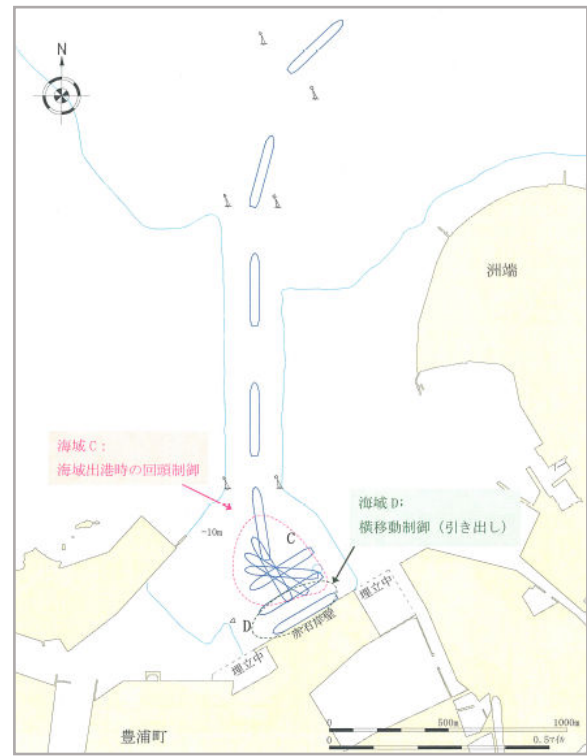 N
洲端
海域C:
海域出港時の回頭制御
海域D:
横移動制御（引き出し）
~10m
C
D
赤石岸壁
埋立中
埋立中
豊浦町
500m
1000m
0.5マイル